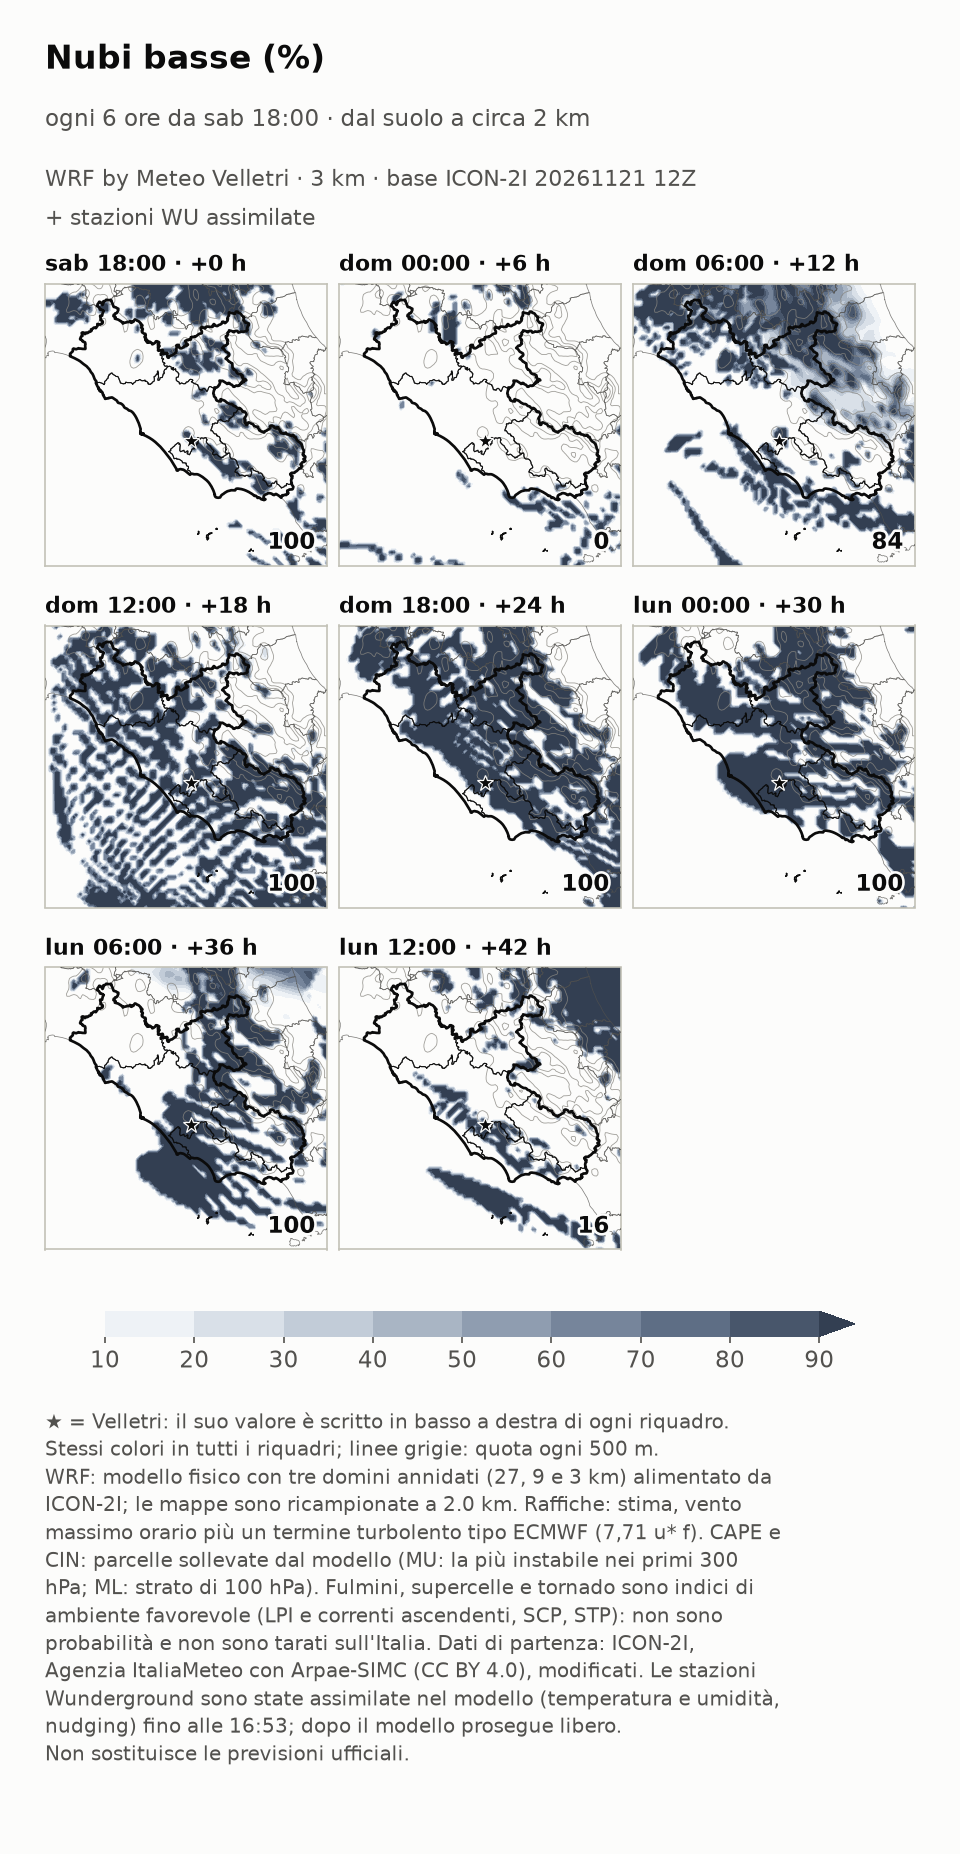 Nubi basse (%)
ogni 6 ore da sab 18:00 · dal suolo a circa 2 km
WRF by Meteo Velletri · 3 km · base ICON-2I 20261121 12Z
+ stazioni WU assimilate
sab 18:00 · +0 h
dom 00:00 · +6 h
dom 06:00 · +12 h
100
0
84
dom 12:00 · +18 h
dom 18:00 · +24 h
lun 00:00 · +30 h
100
100
100
lun 06:00 · +36 h
lun 12:00 · +42 h
100
16
10 20 30 40 50 60 70 80 90
★ = Velletri: il suo valore è scritto in basso a destra di ogni riquadro.
Stessi colori in tutti i riquadri; linee grigie: quota ogni 500 m.
WRF: modello fisico con tre domini annidati (27, 9 e 3 km) alimentato da
ICON-2I; le mappe sono ricampionate a 2.0 km. Raffiche: stima, vento
massimo orario più un termine turbolento tipo ECMWF (7,71 u* f). CAPE e
CIN: parcelle sollevate dal modello (MU: la più instabile nei primi 300
hPa; ML: strato di 100 hPa). Fulmini, supercelle e tornado sono indici di
ambiente favorevole (LPI e correnti ascendenti, SCP, STP): non sono
probabilità e non sono tarati sull'Italia. Dati di partenza: ICON-2I,
Agenzia ItaliaMeteo con Arpae-SIMC (CC BY 4.0), modificati. Le stazioni
Wunderground sono state assimilate nel modello (temperatura e umidità,
nudging) fino alle 16:53; dopo il modello prosegue libero.
Non sostituisce le previsioni ufficiali.